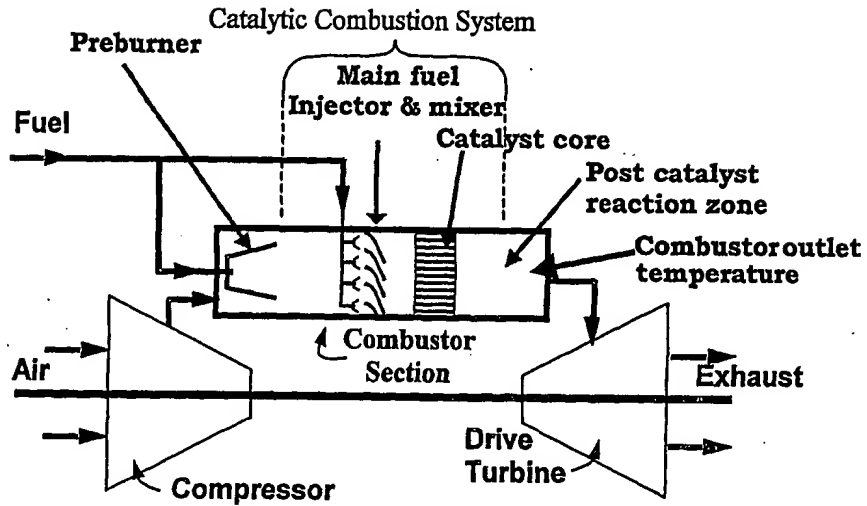 Catalytic Combustion System
Preburner
Main fuel
Injector & mixer
Fuel
Catalyst core
Post catalyst
reaction zone
Combustor outlet
temperature
Combustor
Section
Air
Exhaust
Drive
Turbine
Compressor